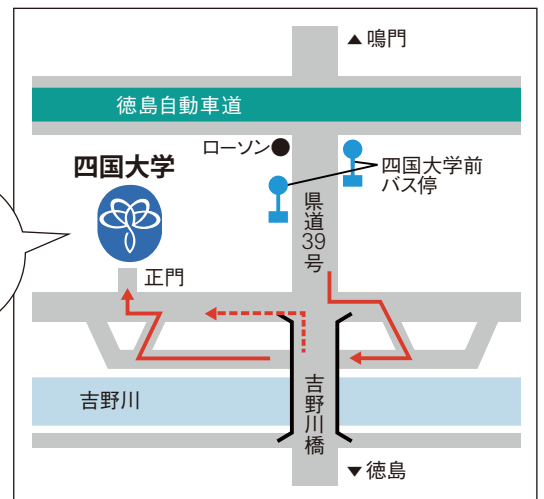 ▲鳴門
徳島自動車道
ローソン
四国大学
四国大学前
バス停
県道39号
正門
吉野川
吉野川橋
▼徳島